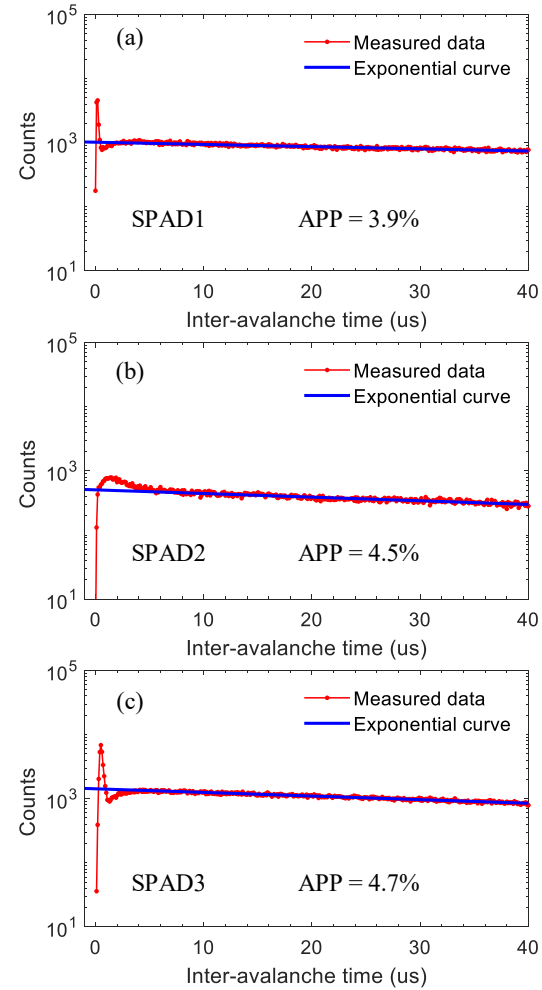 (a)
Measured data
Exponential curve
Counts
10^5
10^3
10^1
SPAD1 APP = 3.9%
0 10 20 30 40
Inter-avalanche time (us)
(b)
Measured data
Exponential curve
Counts
10^5
10^3
10^1
SPAD2 APP = 4.5%
0 10 20 30 40
Inter-avalanche time (us)
(c)
Measured data
Exponential curve
Counts
10^5
10^3
10^1
SPAD3 APP = 4.7%
0 10 20 30 40
Inter-avalanche time (us)